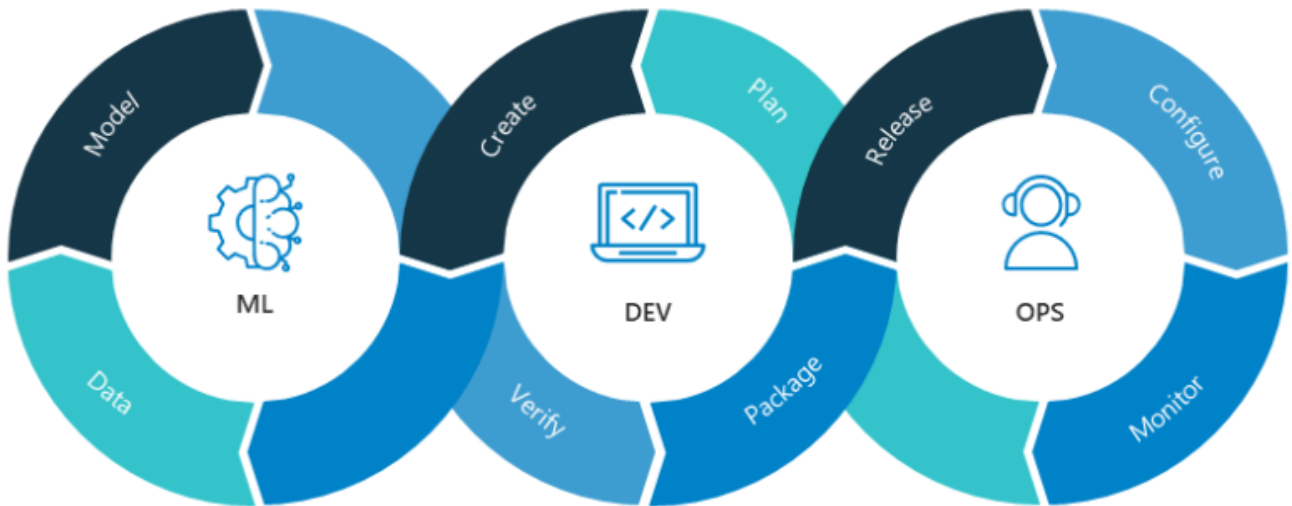 Model
Data
ML
Create
Plan
Verify
Package
DEV
Release
Configure
Monitor
OPS